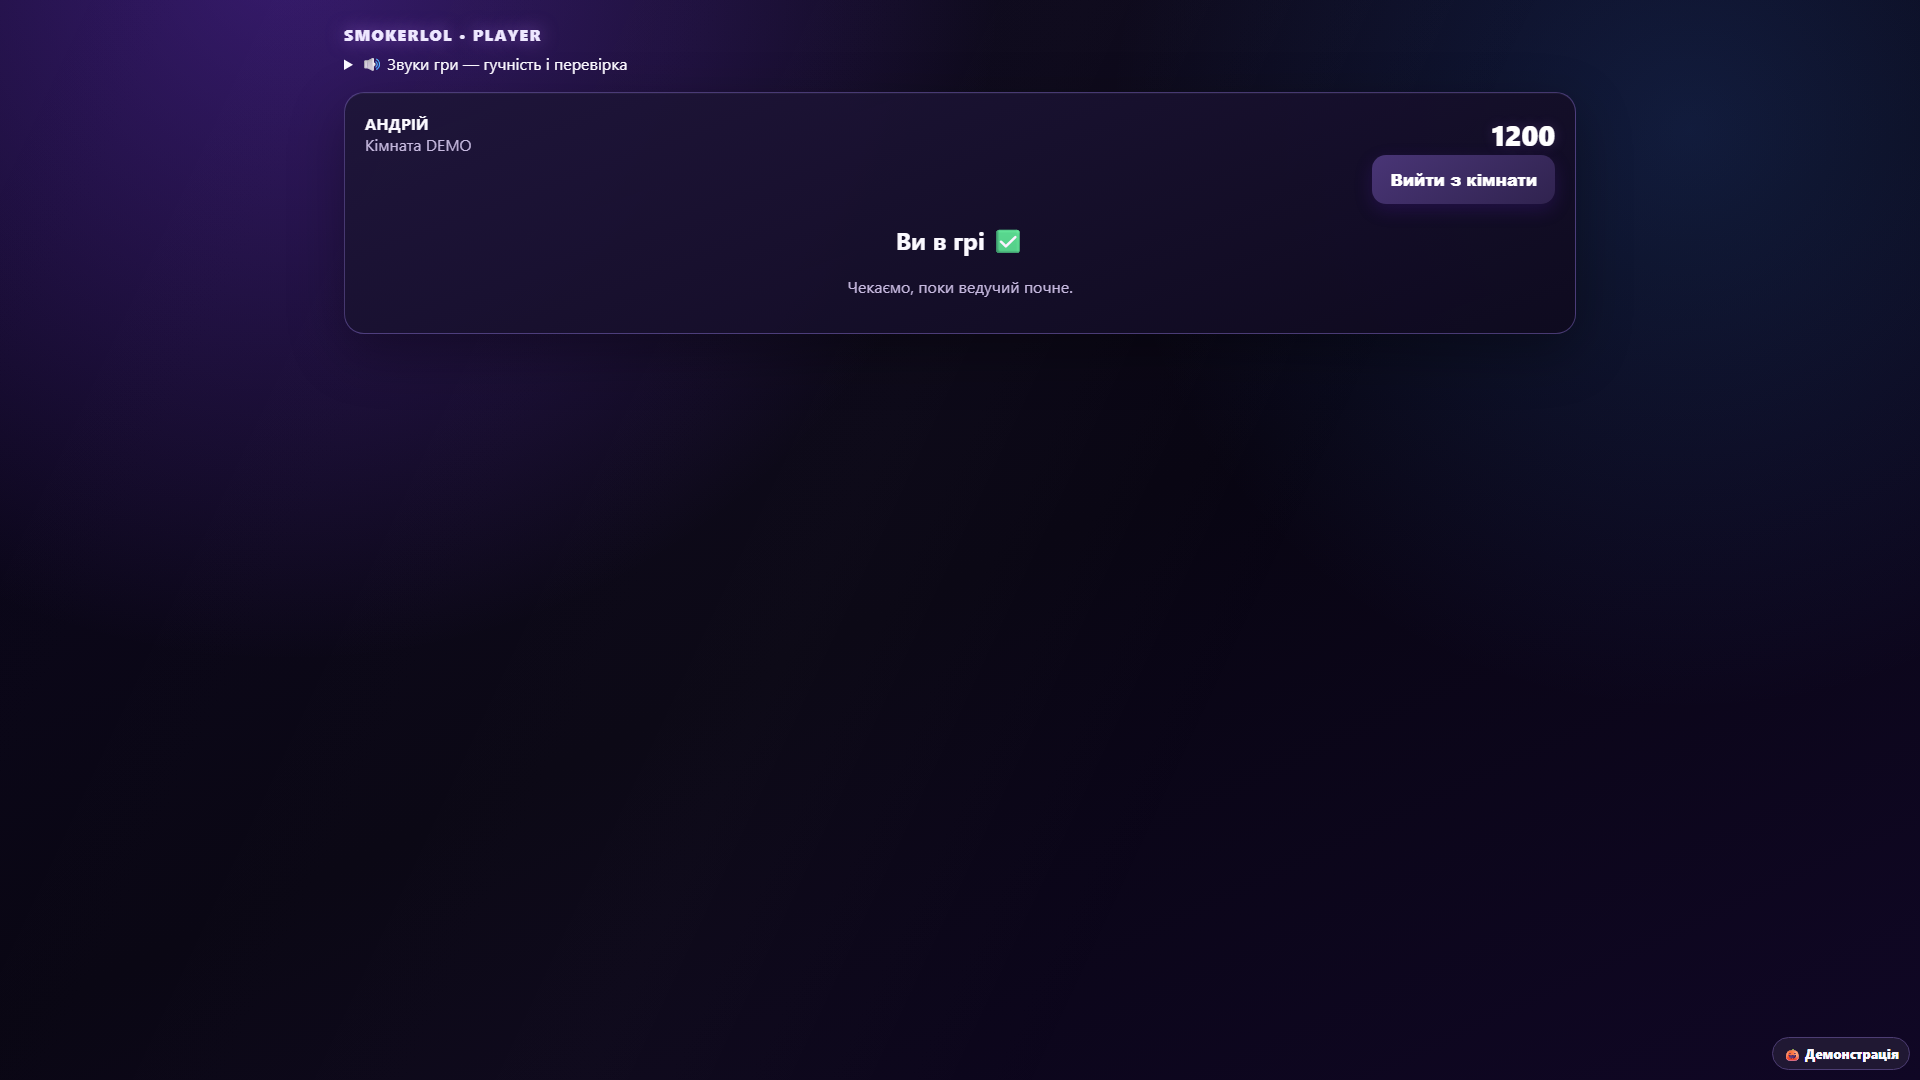 SMOKERLOL • PLAYER
▶ 🔊 Звуки гри — гучність і перевірка
АНДРІЙ
Кімната DEMO
1200
Вийти з кімнати
Ви в грі ✅
Чекаємо, поки ведучий почне.
🎃 Демонстрація